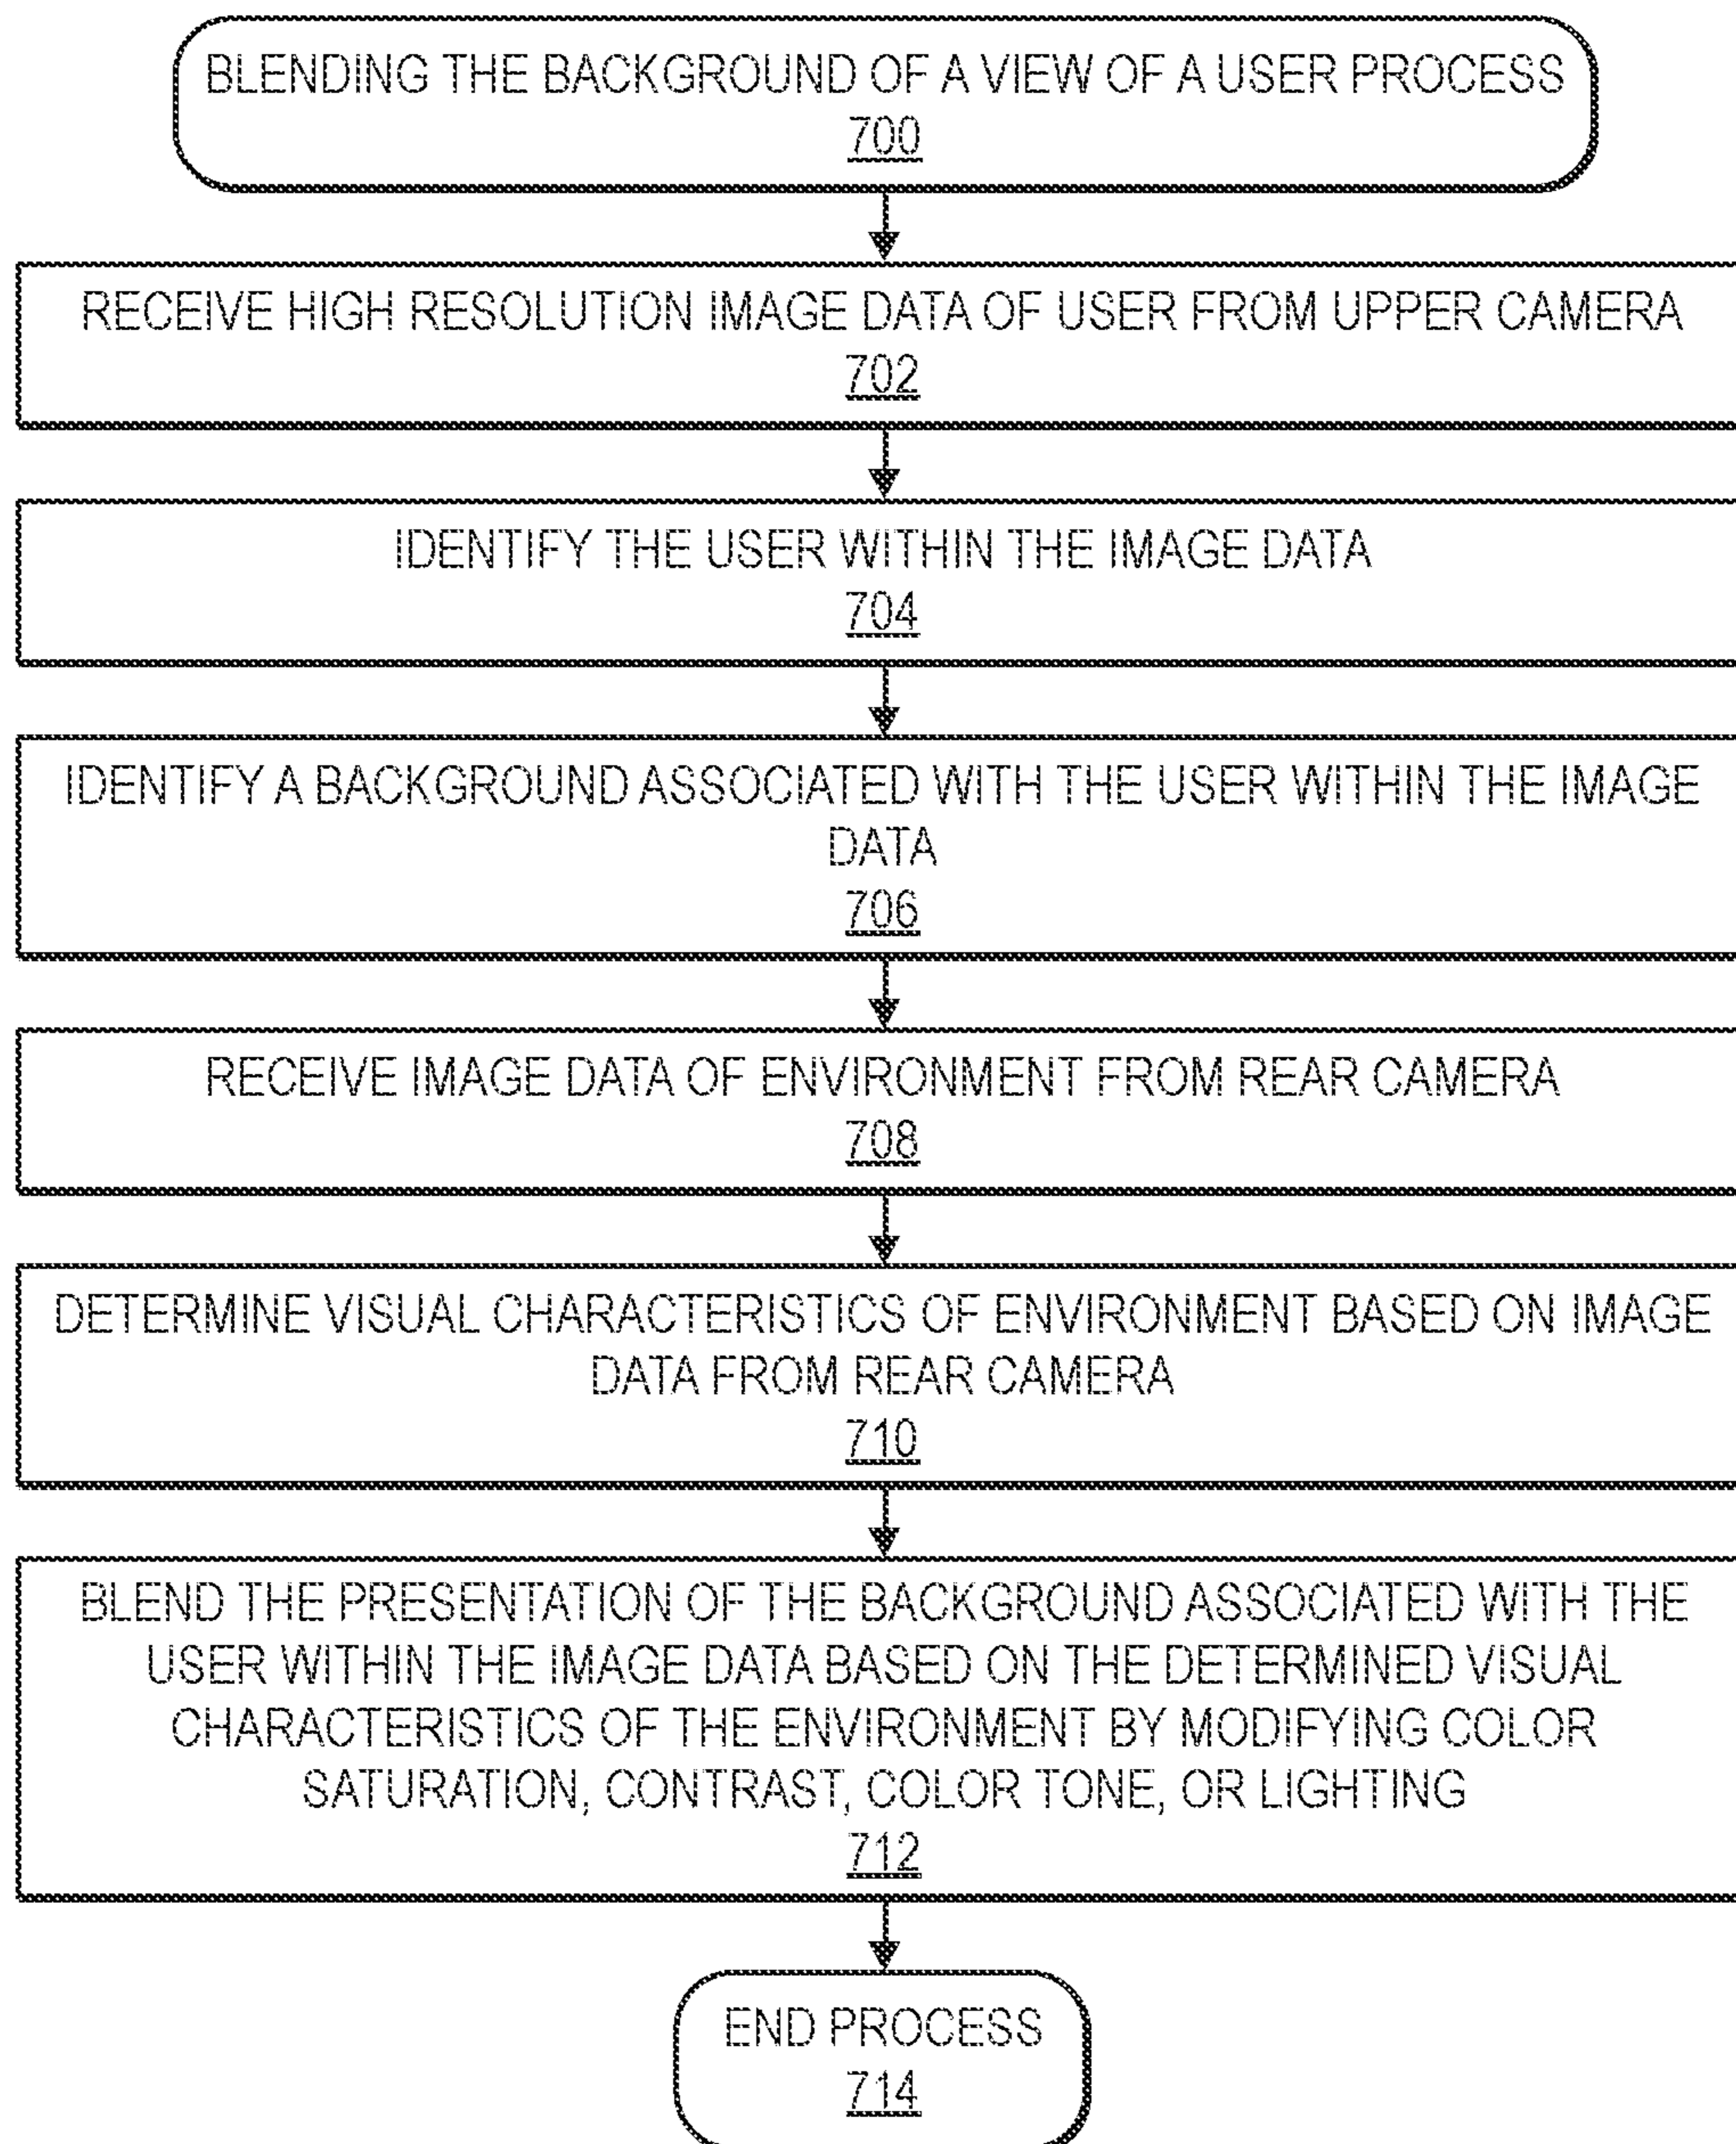 BLENDING THE BACKGROUND OF A VIEW OF A USER PROCESS
700
RECEIVE HIGH RESOLUTION IMAGE DATA OF USER FROM UPPER CAMERA
702
IDENTIFY THE USER WITHIN THE IMAGE DATA
704
IDENTIFY A BACKGROUND ASSOCIATED WITH THE USER WITHIN THE IMAGE
DATA
706
RECEIVE IMAGE DATA OF ENVIRONMENT FROM REAR CAMERA
708
DETERMINE VISUAL CHARACTERISTICS OF ENVIRONMENT BASED ON IMAGE
DATA FROM REAR CAMERA
710
BLEND THE PRESENTATION OF THE BACKGROUND ASSOCIATED WITH THE
USER WITHIN THE IMAGE DATA BASED ON THE DETERMINED VISUAL
CHARACTERISTICS OF THE ENVIRONMENT BY MODIFYING COLOR
SATURATION, CONTRAST, COLOR TONE, OR LIGHTING
712
END PROCESS
714